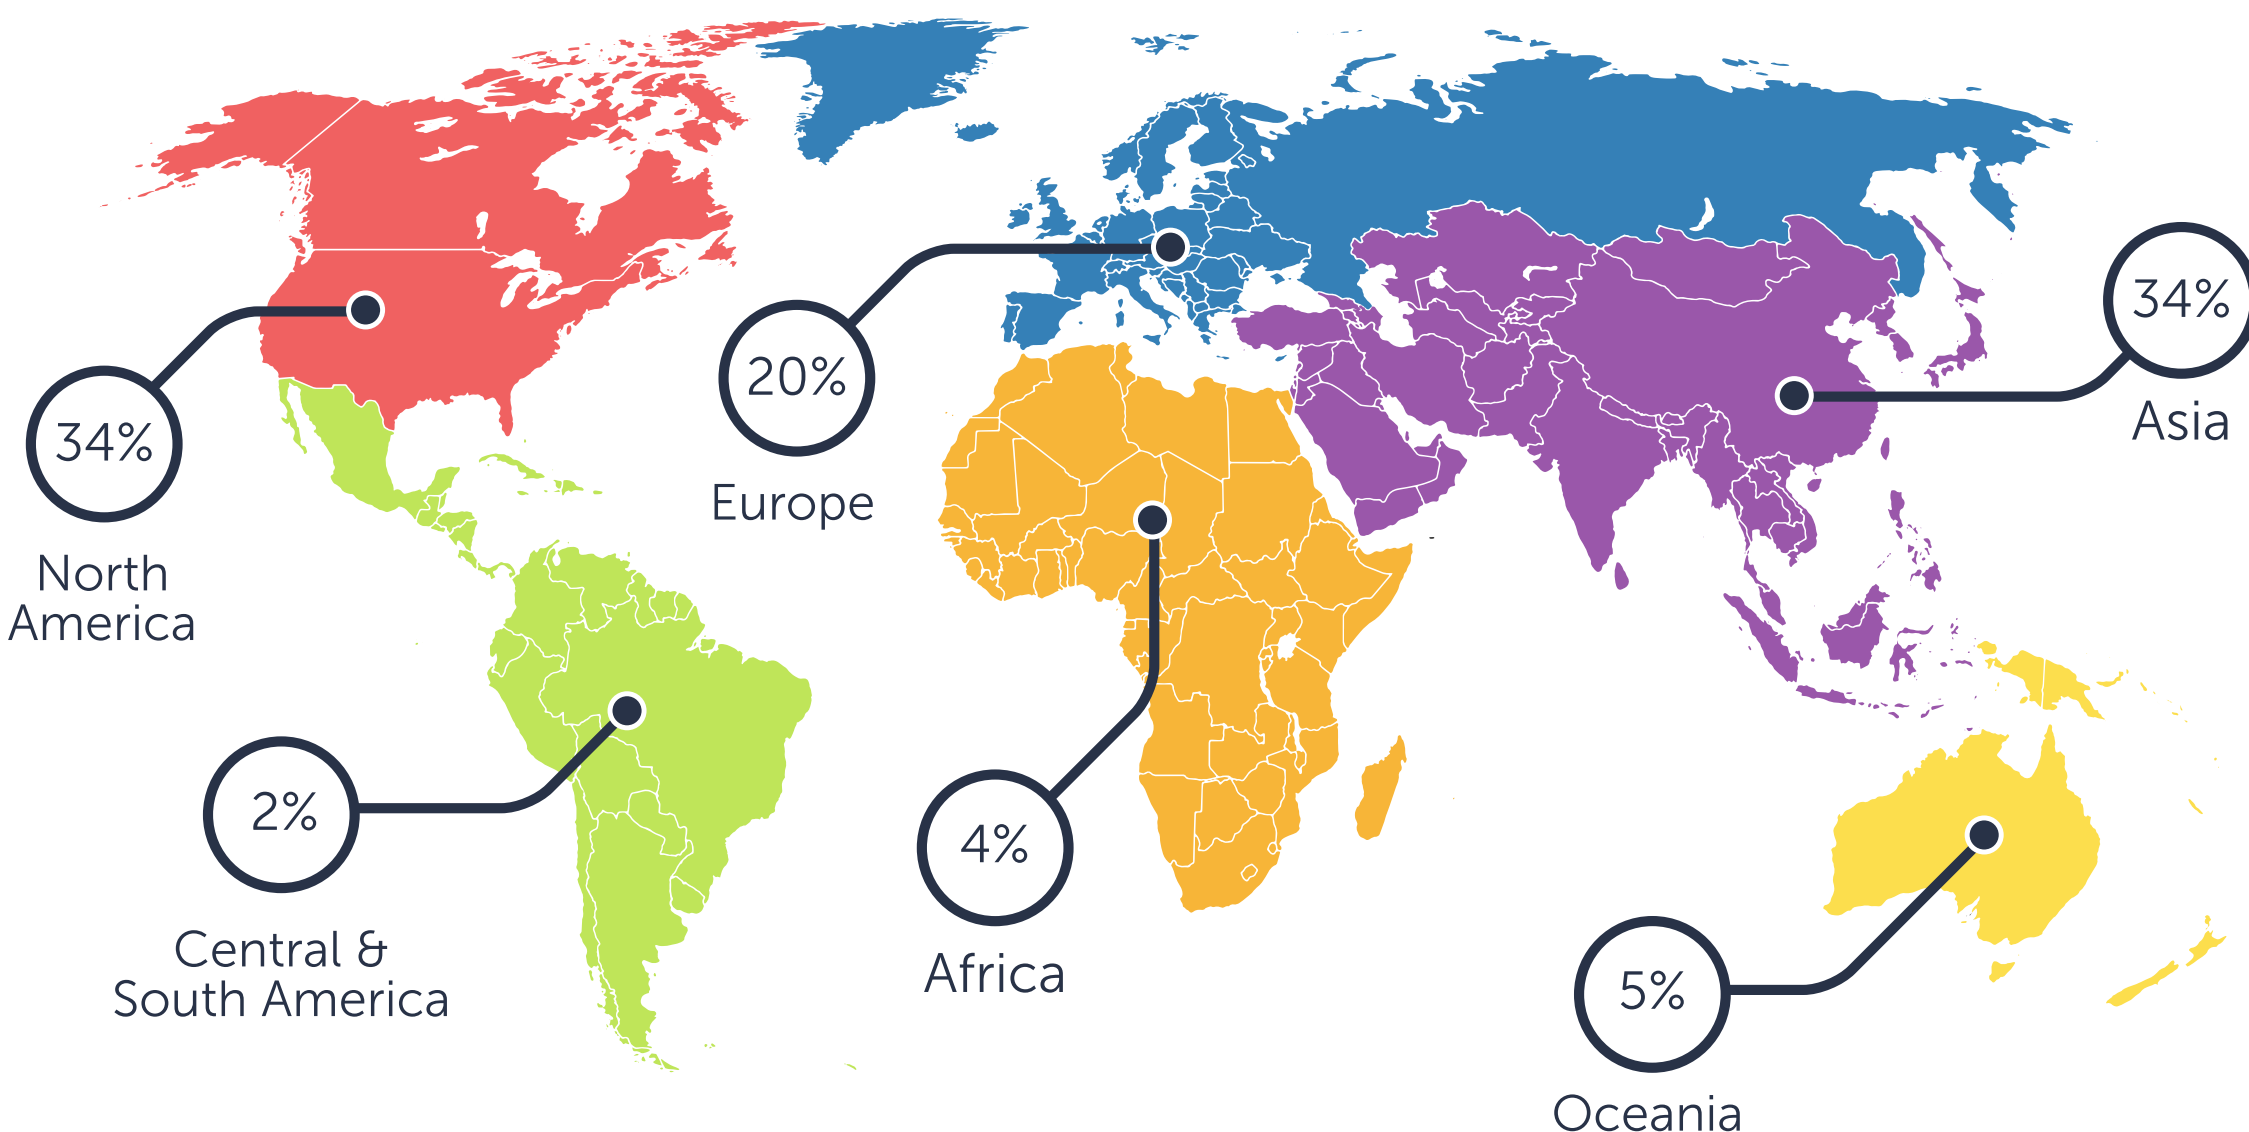 34%
North
America
20%
Europe
34%
Asia
2%
Central &
South America
4%
Africa
5%
Oceania